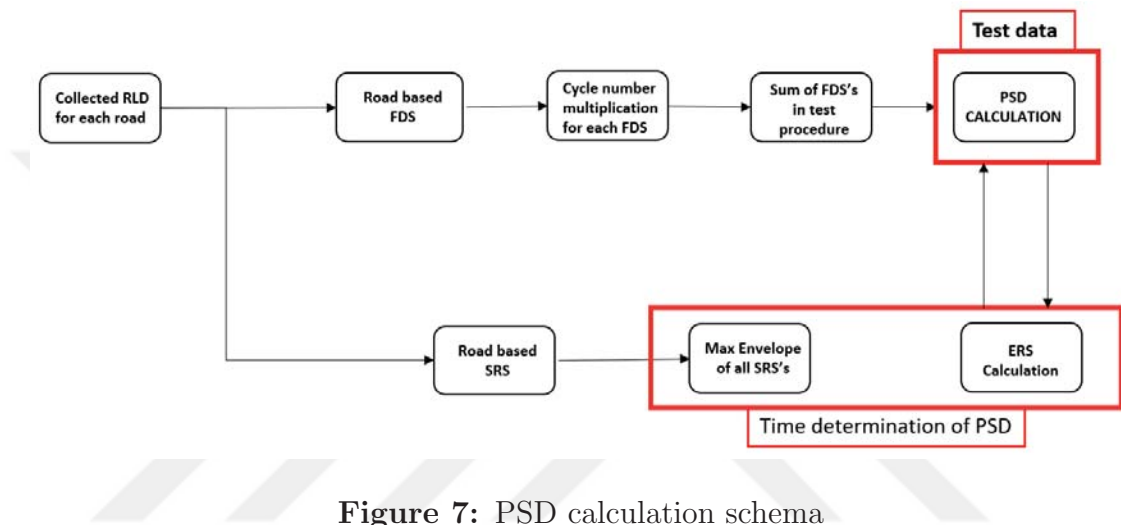 Test data
Collected RLD
for each road
Road based
FDS
Cycle number
multiplication
for each FDS
Sum of FDS's
in test
procedure
PSD
CALCULATION
Road based
SRS
Max Envelope
of all SRS's
ERS
Calculation
Time determination of PSD
Figure 7: PSD calculation schema